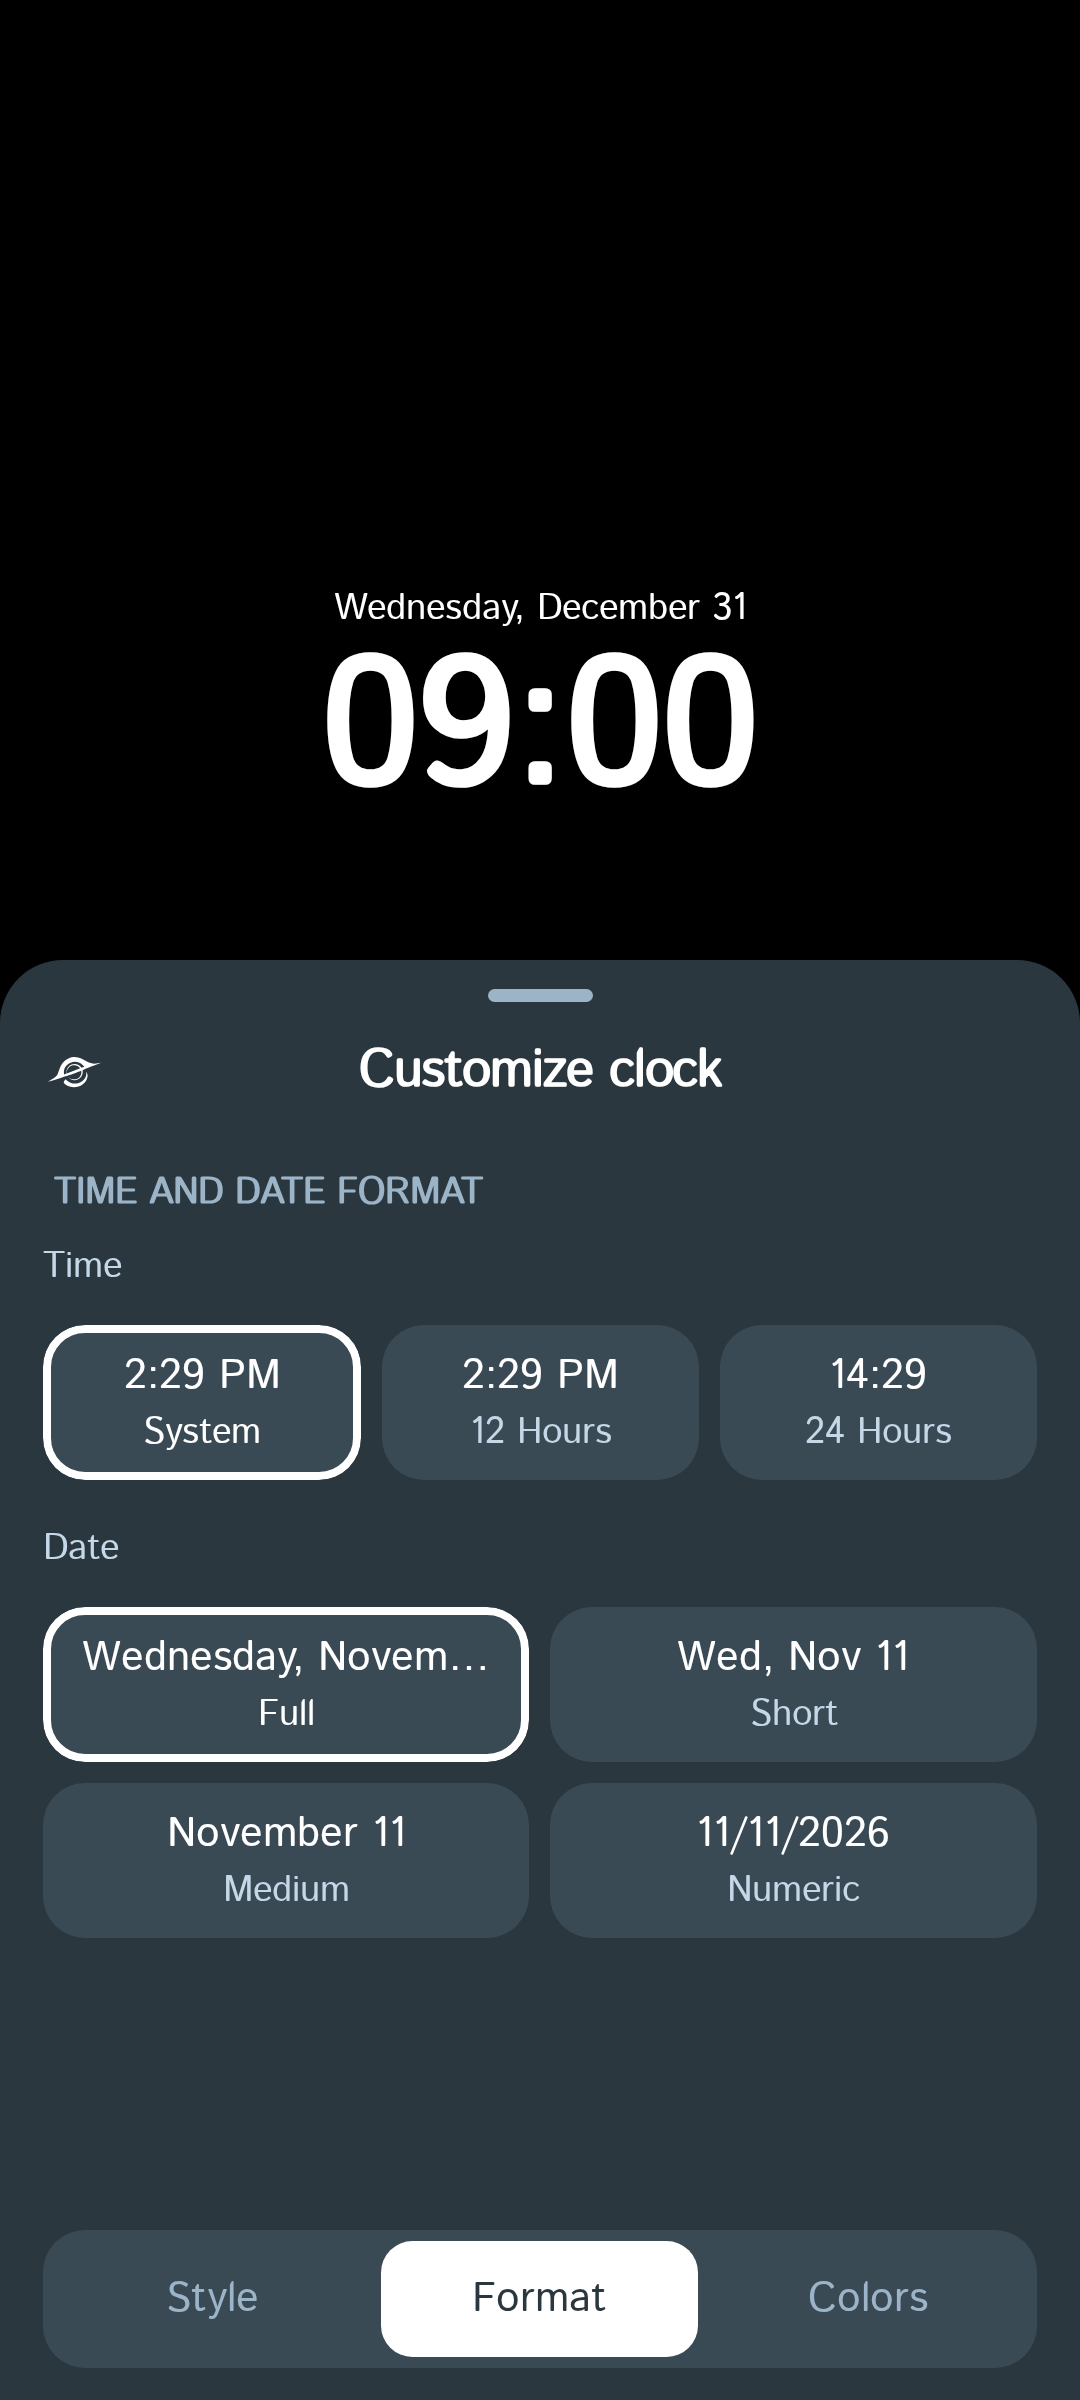 Wednesday, December 31
09:00
Customize clock
TIME AND DATE FORMAT
Time
2:29 PM
System
2:29 PM
12 Hours
14:29
24 Hours
Date
Wednesday, Novem...
Full
Wed, Nov 11
Short
November 11
Medium
11/11/2026
Numeric
Style
Format
Colors